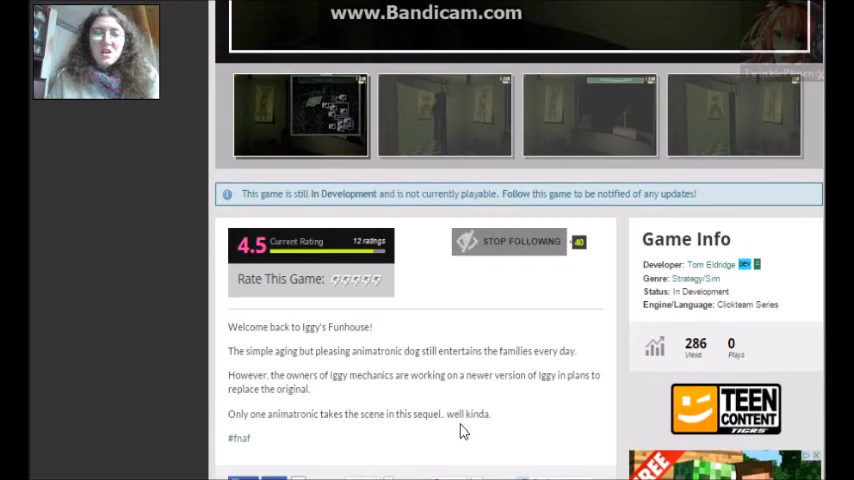 www.Bandicam.com
This game is still In Development and is not currently playable. Follow this game to be notified of any updates!
4.5 Current Rating 12 ratings
STOP FOLLOWING 40
Rate This Game:
Game Info
Developer: Tom Eldridge DEV
Genre: Strategy/Sim
Status: In Development
Engine/Language: Clickteam Series
286 Views
0 Plays
Welcome back to Iggy's Funhouse!
The simple aging but pleasing animatronic dog still entertains the families every day.
However, the owners of Iggy mechanics are working on a newer version of Iggy in plans to
replace the original.
Only one animatronic takes the scene in this sequel.. well kinda.
#fnaf
TEEN
CONTENT
TIGRS
FREE